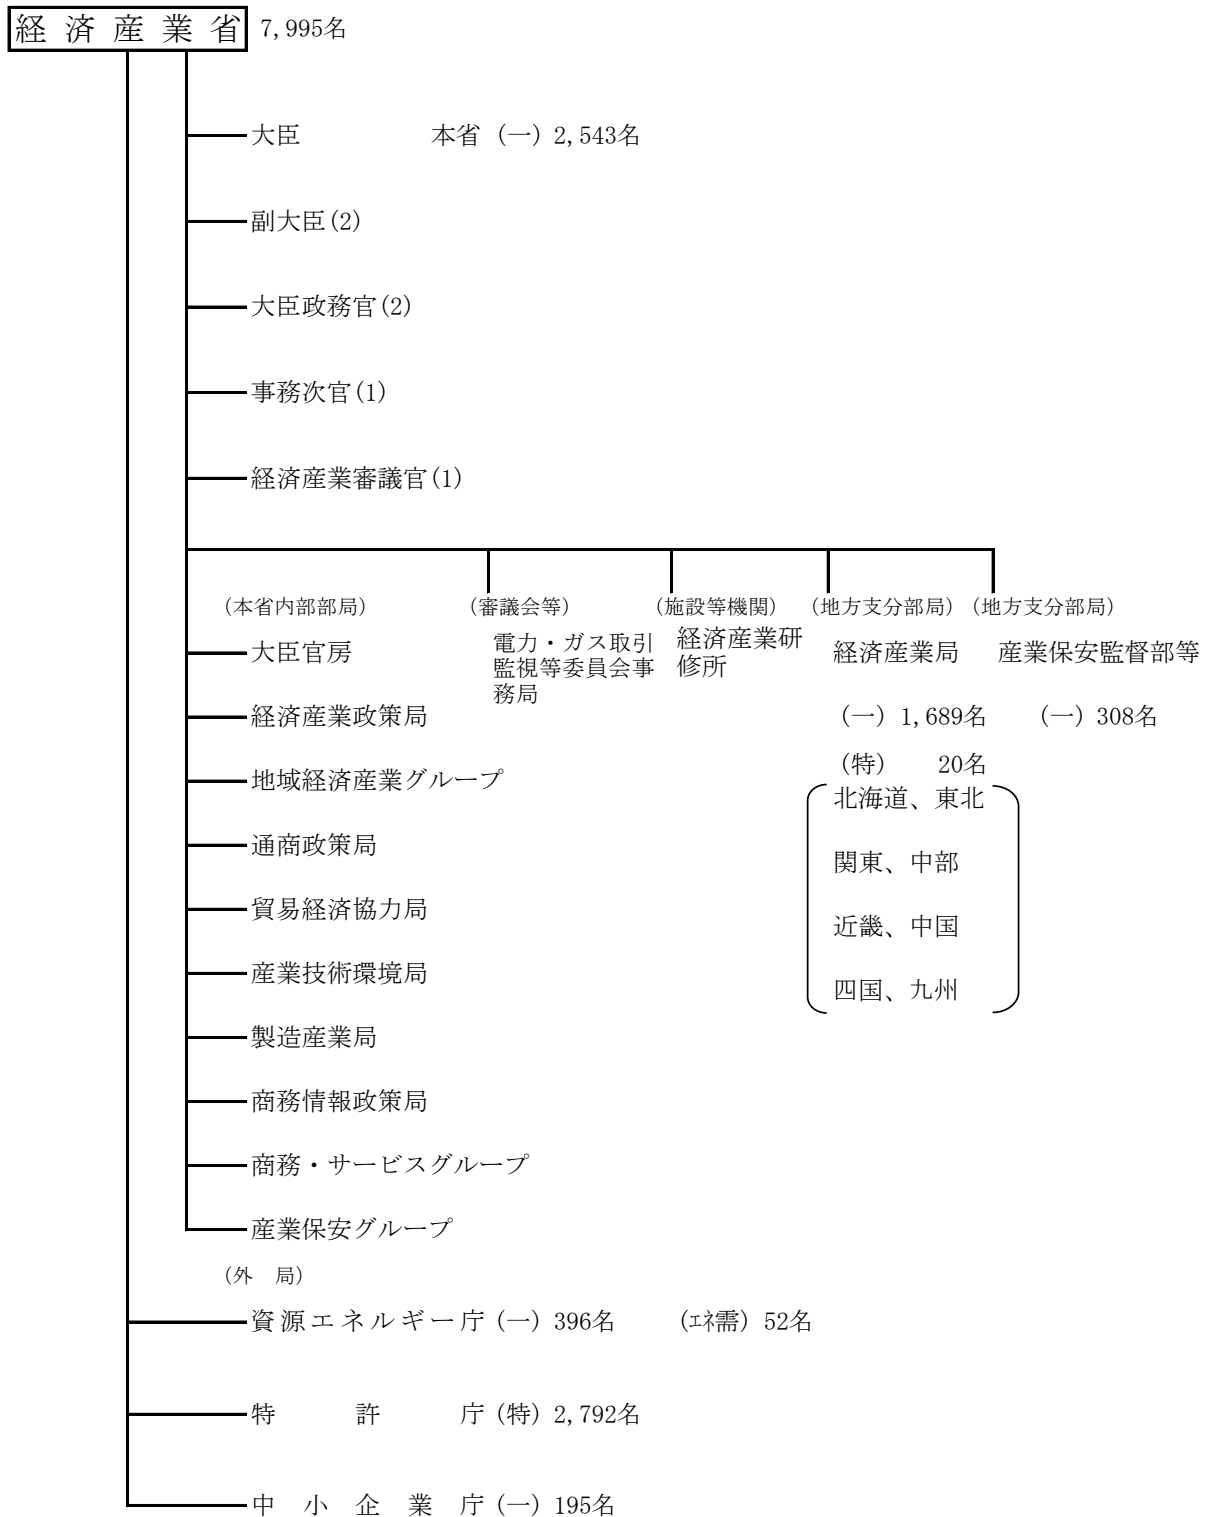 経済産業省 7,995名
大臣 本省 (一) 2,543名
副大臣(2)
大臣政務官(2)
事務次官(1)
経済産業審議官(1)
(本省内部部局) (審議会等) (施設等機関) (地方支分部局) (地方支分部局)
大臣官房
電力・ガス取引
監視等委員会事
務局
経済産業研
修所
経済産業局
産業保安監督部等
経済産業政策局
(一) 1,689名 (一) 308名
(特) 20名
地域経済産業グループ
北海道、東北
通商政策局
関東、中部
貿易経済協力局
近畿、中国
産業技術環境局
四国、九州
製造産業局
商務情報政策局
商務・サービスグループ
産業保安グループ
(外 局)
資源エネルギー庁 (一) 396名 (ｴﾈ需) 52名
特許庁 (特) 2,792名
中小企業庁 (一) 195名